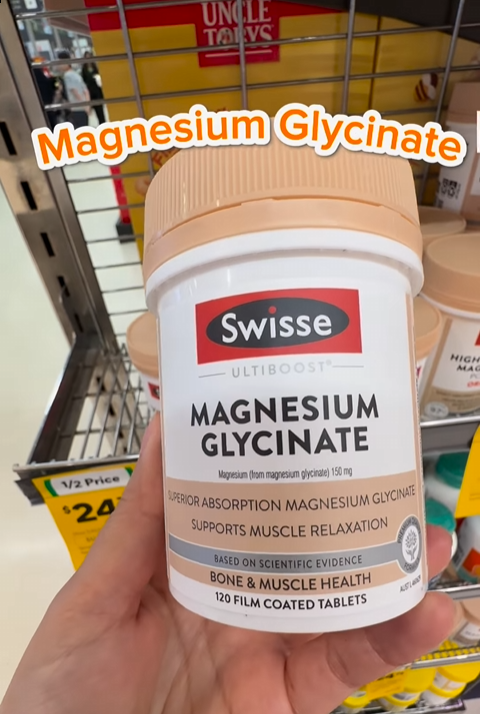 UNCLE
TOBYS
Magnesium Glycinate
Swisse
ULTIBOOST
MAGNESIUM
GLYCINATE
Magnesium (from magnesium glycinate) 150 mg
SUPERIOR ABSORPTION MAGNESIUM GLYCINATE
SUPPORTS MUSCLE RELAXATION
BASED ON SCIENTIFIC EVIDENCE
BONE & MUSCLE HEALTH
120 FILM COATED TABLETS
1/2 Price
$24